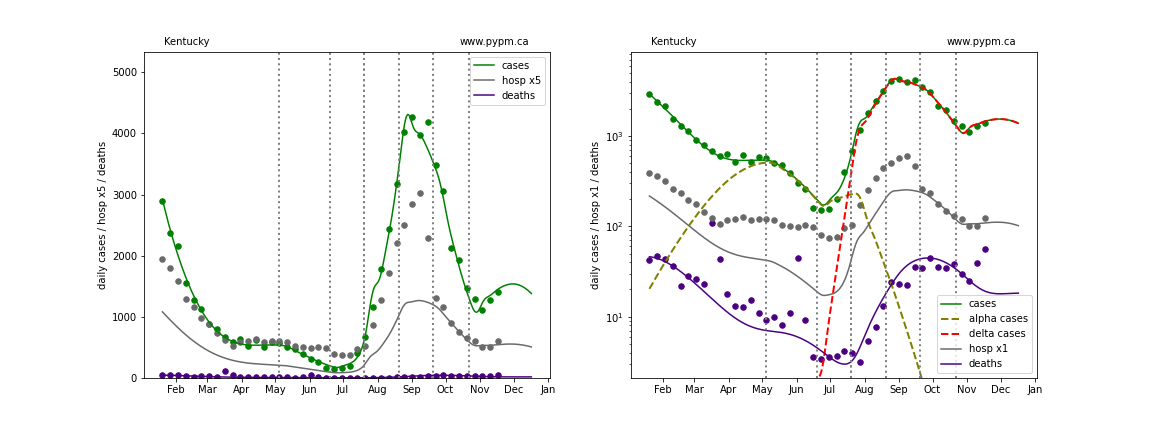 Kentucky
www.pypm.ca
daily cases / hosp x5 / deaths
5000
4000
3000
2000
1000
0
cases
hosp x5
deaths
Feb Mar Apr May Jun Jul Aug Sep Oct Nov Dec Jan
Kentucky
www.pypm.ca
daily cases / hosp x1 / deaths
10³
10²
10¹
cases
alpha cases
delta cases
hosp x1
deaths
Feb Mar Apr May Jun Jul Aug Sep Oct Nov Dec Jan